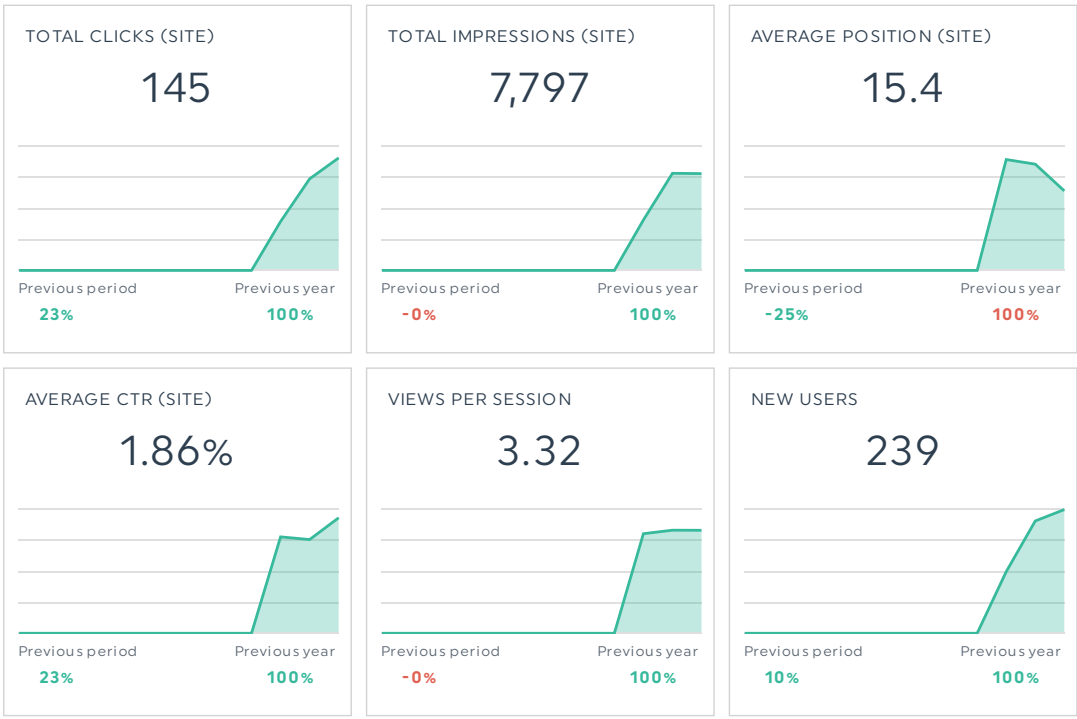 TOTAL CLICKS (SITE)
145
Previous period
Previous year
23%
100%
TOTAL IMPRESSIONS (SITE)
7,797
Previous period
Previous year
-0%
100%
AVERAGE POSITION (SITE)
15.4
Previous period
Previous year
-25%
100%
AVERAGE CTR (SITE)
1.86%
Previous period
Previous year
23%
100%
VIEWS PER SESSION
3.32
Previous period
Previous year
-0%
100%
NEW USERS
239
Previous period
Previous year
10%
100%